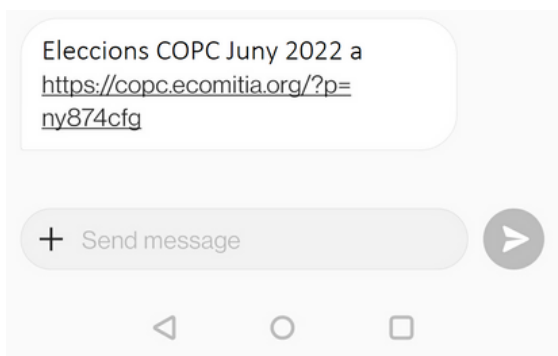 Eleccions COPC Juny 2022 a
https://copc.ecomitia.org/?p=
ny874cfg
Send message